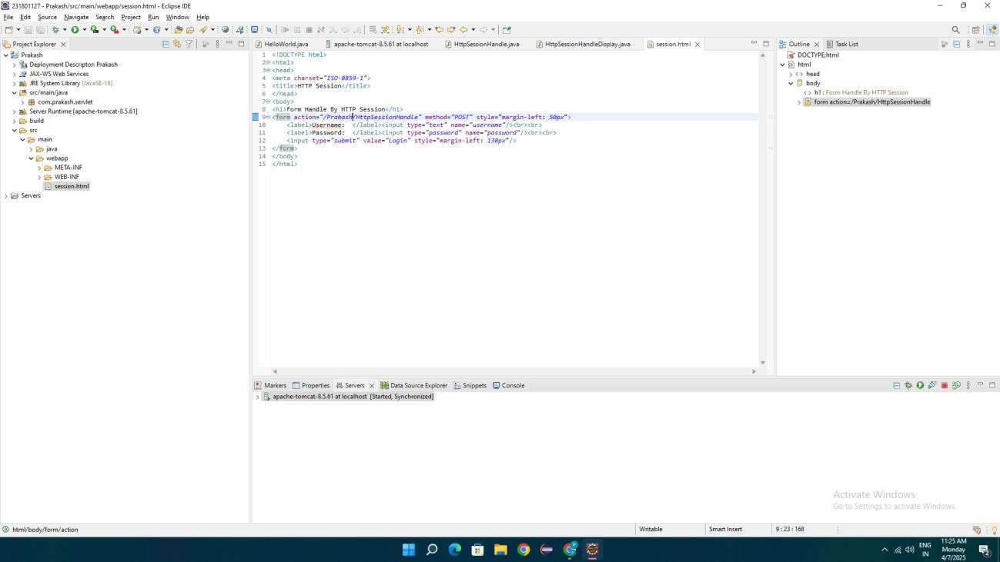 231801127 - Prakash/src/main/webapp/session.html - Eclipse IDE
File Edit Source Navigate Search Project Run Window Help
Project Explorer
Prakash
Deployment Descriptor: Prakash
JAX-WS Web Services
JRE System Library [JavaSE-16]
src/main/java
com.prakash.servlet
Server Runtime [apache-tomcat-8.5.61]
build
src
main
java
webapp
META-INF
WEB-INF
session.html
Servers
HelloWorld.java apache-tomcat-8.5.61 at localhost HttpSessionHandle.java HttpSessionHandleDisplay.java session.html
1 <!DOCTYPE html>
2 <html>
3 <head>
4 <meta charset="ISO-8859-1">
5 <title>HTTP Session</title>
6 </head>
7 <body>
8 <h1>Form Handle By HTTP Session</h1>
9 <form action="/Prakash/HttpSessionHandle" method="POST" style="margin-left: 50px">
10 <label>Username: </label><input type="text" name="username"/><br><br>
11 <label>Password: </label><input type="password" name="password"/><br><br>
12 <input type="submit" value="Login" style="margin-left: 130px"/>
13 </form>
14 </body>
15 </html>
Outline Task List
DOCTYPE:html
html
head
body
h1 : Form Handle By HTTP Session
form action=/Prakash/HttpSessionHandle
Markers Properties Servers Data Source Explorer Snippets Console
apache-tomcat-8.5.61 at localhost [Started, Synchronized]
Activate Windows
Go to Settings to activate Windows.
html/body/form/action Writable Smart Insert 9 : 23 : 168
ENG
IN
11:25 AM
Monday
4/7/2025
2